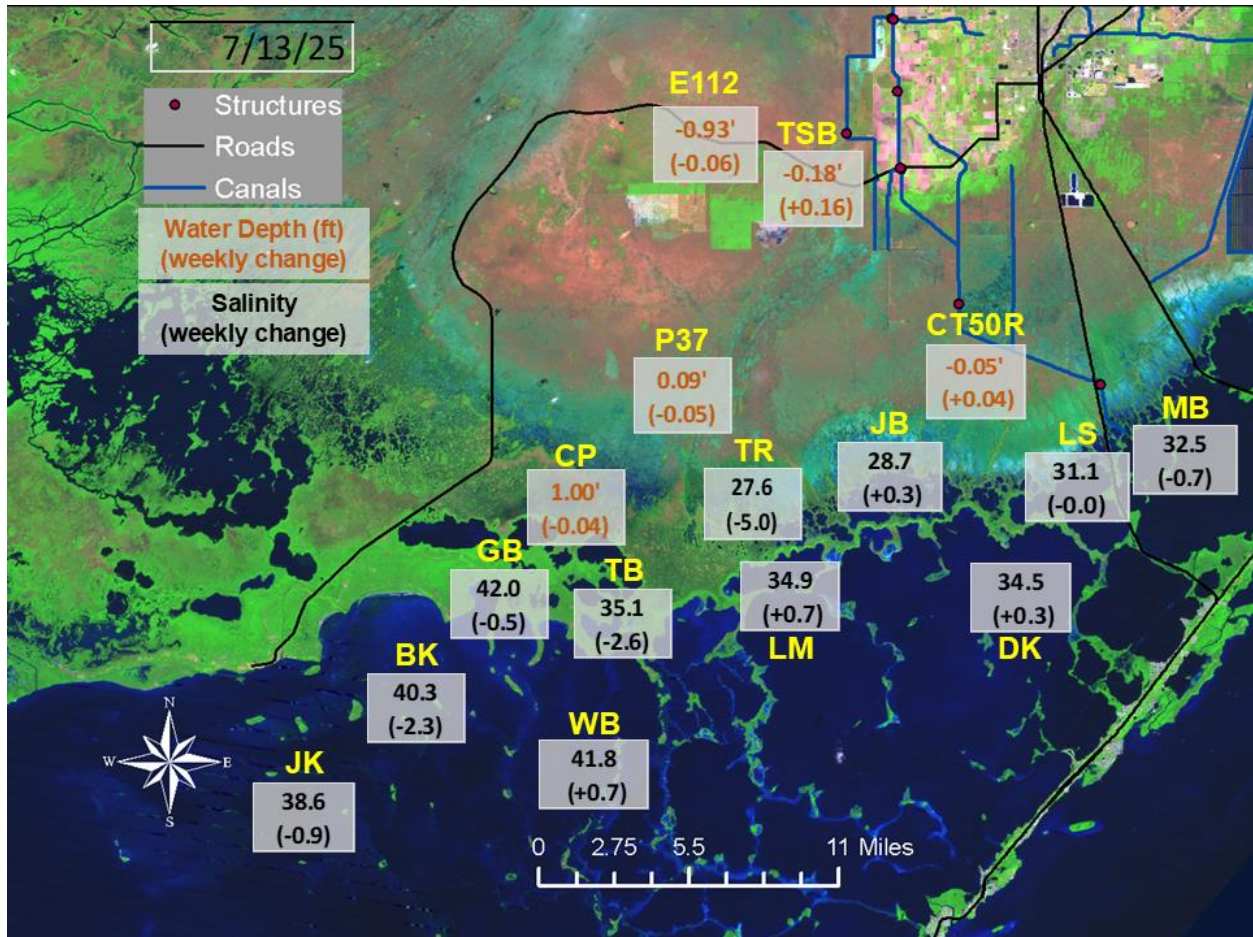 7/13/25
Structures
Roads
Canals
Water Depth (ft)
(weekly change)
Salinity
(weekly change)
E112
-0.93'
(-0.06)
TSB
-0.18'
(+0.16)
P37
0.09'
(-0.05)
CT50R
-0.05'
(+0.04)
CP
1.00'
(-0.04)
TR
27.6
(-5.0)
JB
28.7
(+0.3)
LS
31.1
(-0.0)
MB
32.5
(-0.7)
GB
42.0
(-0.5)
TB
35.1
(-2.6)
34.9
(+0.7)
LM
34.5
(+0.3)
DK
BK
40.3
(-2.3)
WB
41.8
(+0.7)
JK
38.6
(-0.9)
N
W E
S
0 2.75 5.5 11 Miles